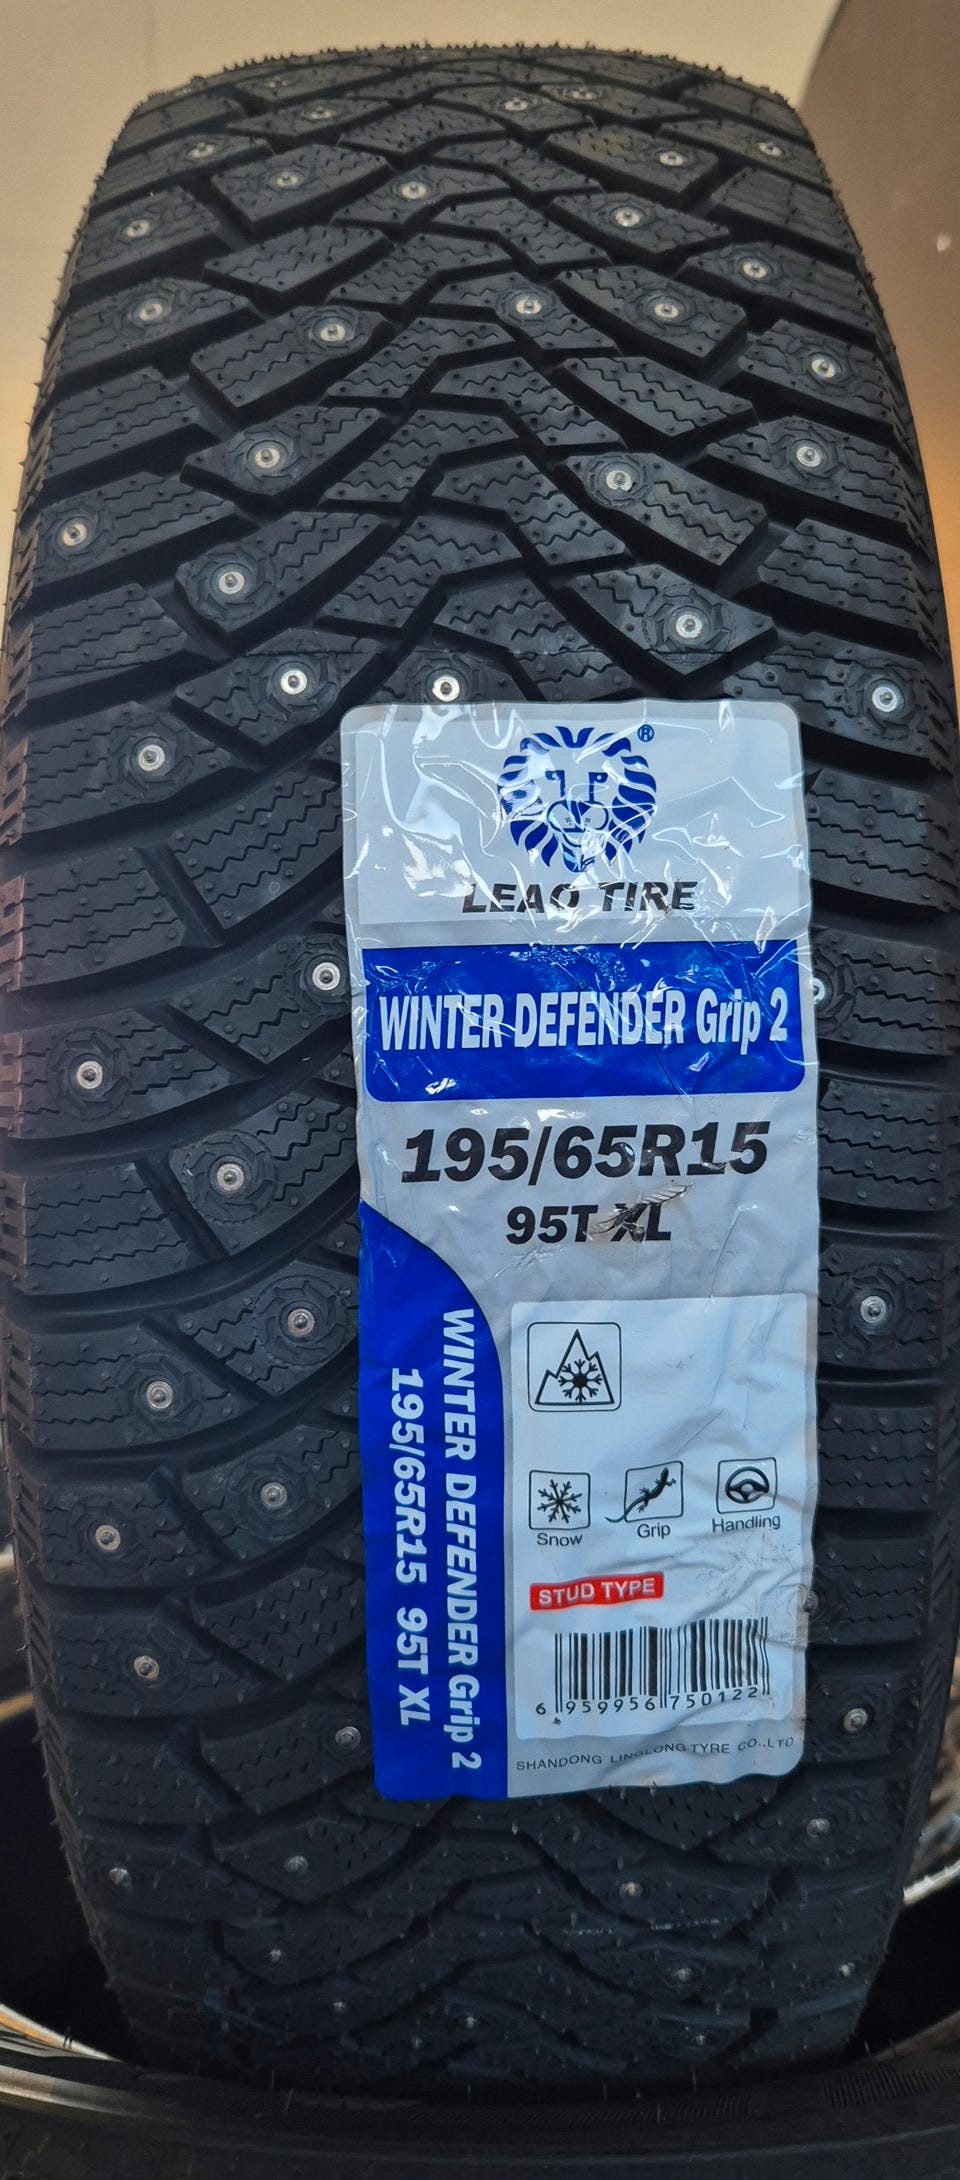 ®
LEAO TIRE
WINTER DEFENDER Grip 2
195/65R15
95T XL
WINTER DEFENDER Grip 2
195/65R15 95T XL
Snow
Grip
Handling
STUD TYPE
6 959956 750122
SHANDONG LINGLONG TYRE CO.,LTD